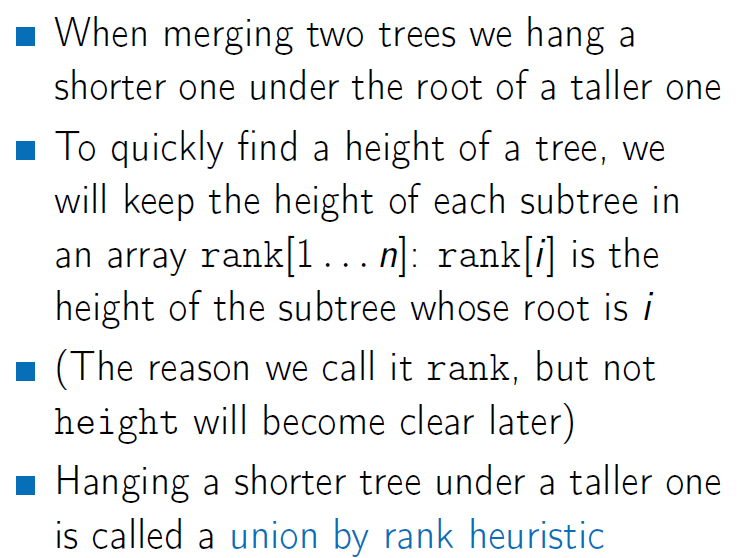 When merging two trees we hang a
shorter one under the root of a taller one
To quickly find a height of a tree, we
will keep the height of each subtree in
an array rank[1 . . . n]: rank[i] is the
height of the subtree whose root is i
(The reason we call it rank, but not
height will become clear later)
Hanging a shorter tree under a taller one
is called a union by rank heuristic